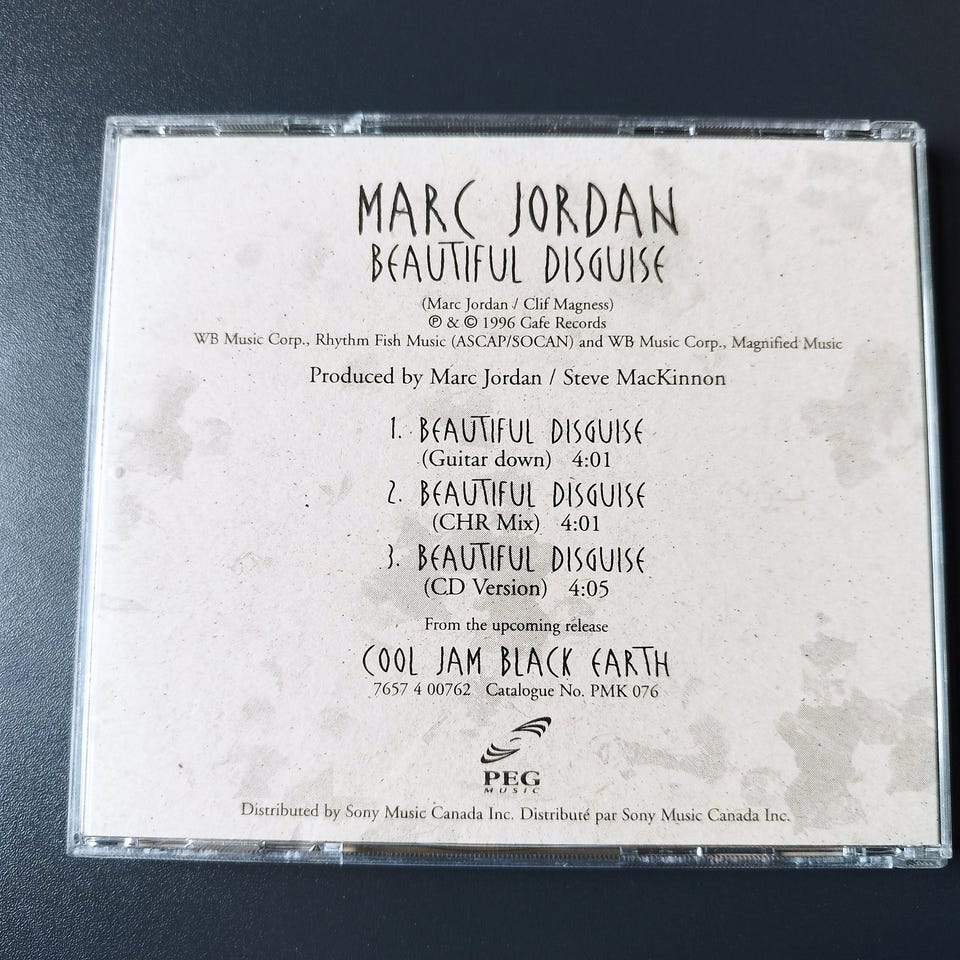 MARC JORDAN
BEAUTIFUL DISGUISE
(Marc Jordan / Clif Magness)
℗ & © 1996 Cafe Records
WB Music Corp., Rhythm Fish Music (ASCAP/SOCAN) and WB Music Corp., Magnified Music
Produced by Marc Jordan / Steve MacKinnon
1. BEAUTIFUL DISGUISE
(Guitar down) 4:01
2. BEAUTIFUL DISGUISE
(CHR Mix) 4:01
3. BEAUTIFUL DISGUISE
(CD Version) 4:05
From the upcoming release
COOL JAM BLACK EARTH
7657 4 00762 Catalogue No. PMK 076
PEG
MUSIC
Distributed by Sony Music Canada Inc. Distribué par Sony Music Canada Inc.